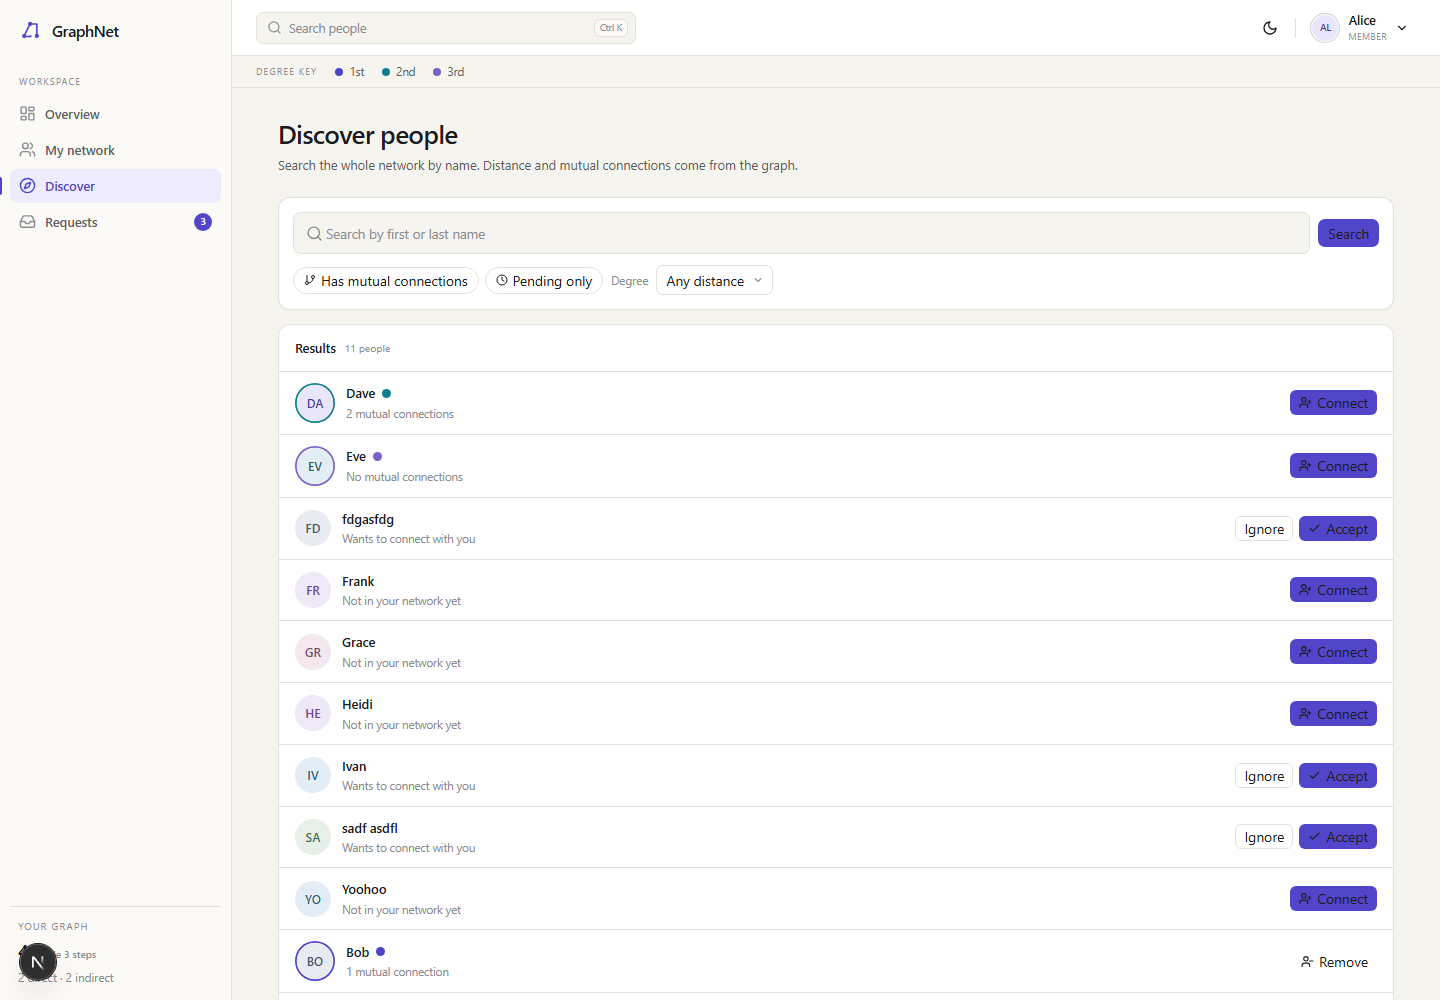 GraphNet
Search people
Ctrl K
AL
Alice
MEMBER
WORKSPACE
Overview
My network
Discover
Requests
3
DEGREE KEY
1st
2nd
3rd
Discover people
Search the whole network by name. Distance and mutual connections come from the graph.
Search by first or last name
Search
Has mutual connections
Pending only
Degree
Any distance
Results
11 people
DA
Dave
2 mutual connections
Connect
EV
Eve
No mutual connections
Connect
FD
fdgasfdg
Wants to connect with you
Ignore
Accept
FR
Frank
Not in your network yet
Connect
GR
Grace
Not in your network yet
Connect
HE
Heidi
Not in your network yet
Connect
IV
Ivan
Wants to connect with you
Ignore
Accept
SA
sadf asdfl
Wants to connect with you
Ignore
Accept
YO
Yoohoo
Not in your network yet
Connect
BO
Bob
1 mutual connection
Remove
YOUR GRAPH
3 steps
2 · 2 indirect
N